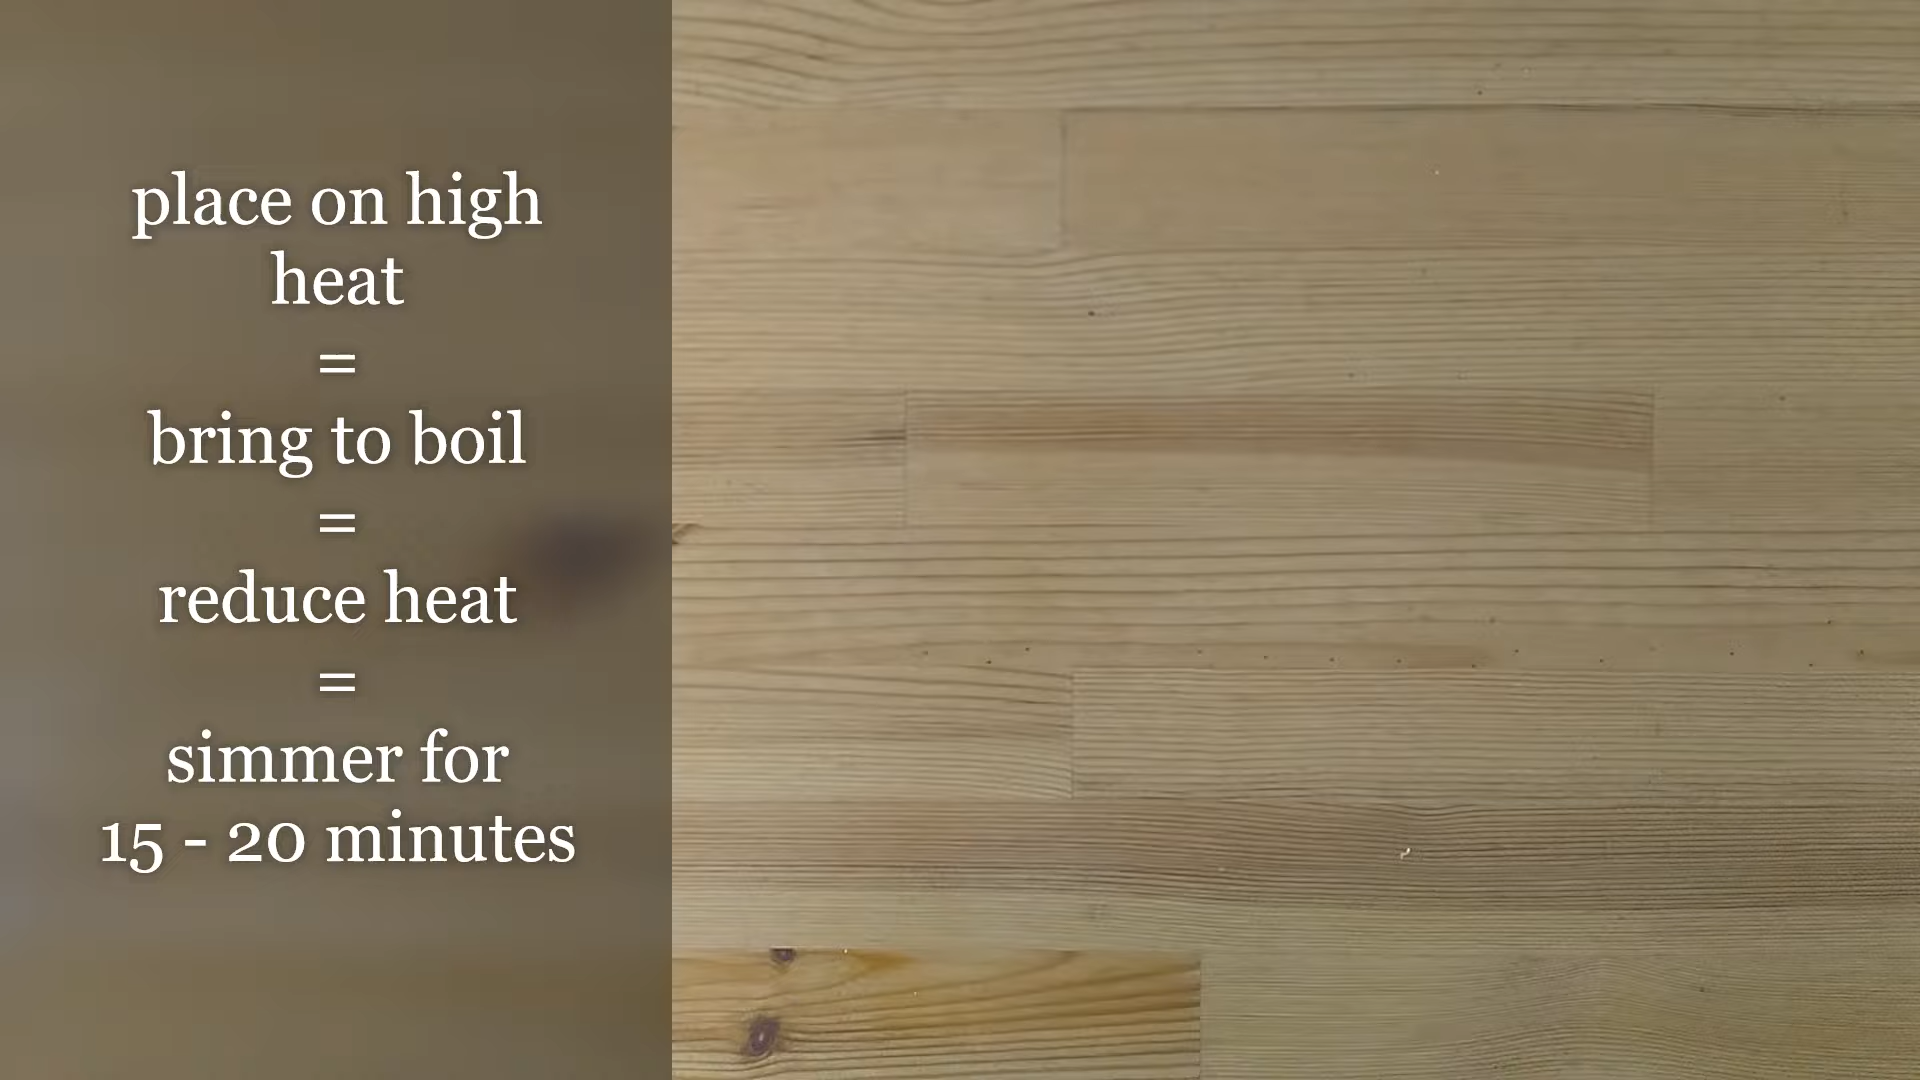 place on high
heat
=
bring to boil
=
reduce heat
=
simmer for
15 - 20 minutes